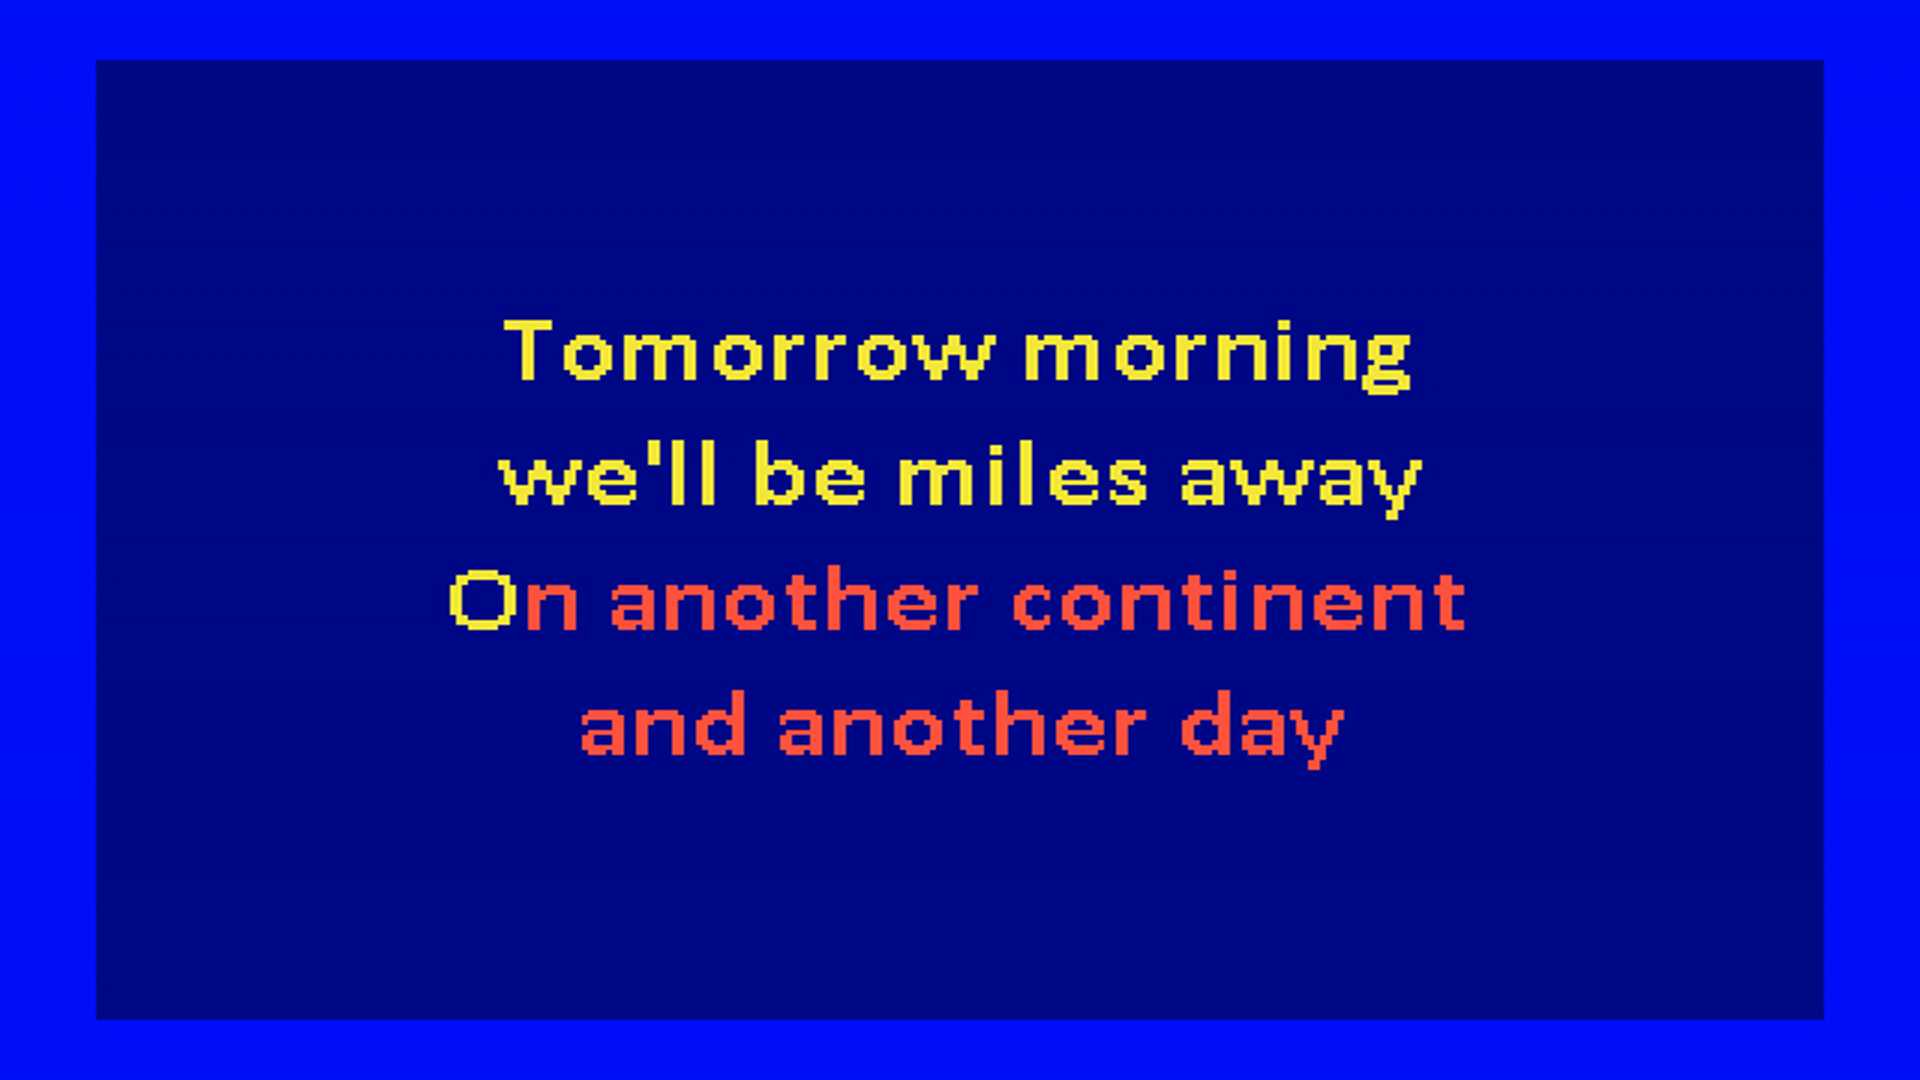 Tomorrow morning
we'll be miles away
On another continent
and another day